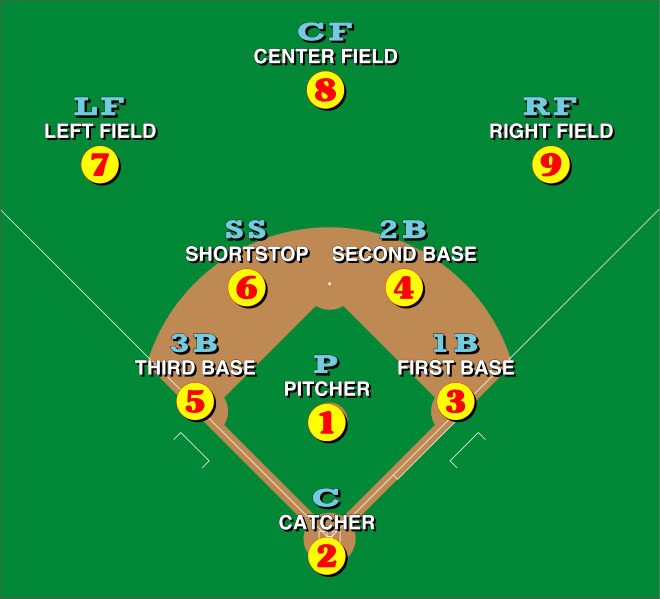 CF
CENTER FIELD
8
LF
LEFT FIELD
7
RF
RIGHT FIELD
9
SS
SHORTSTOP
6
2B
SECOND BASE
4
3B
THIRD BASE
5
P
PITCHER
1
1B
FIRST BASE
3
C
CATCHER
2